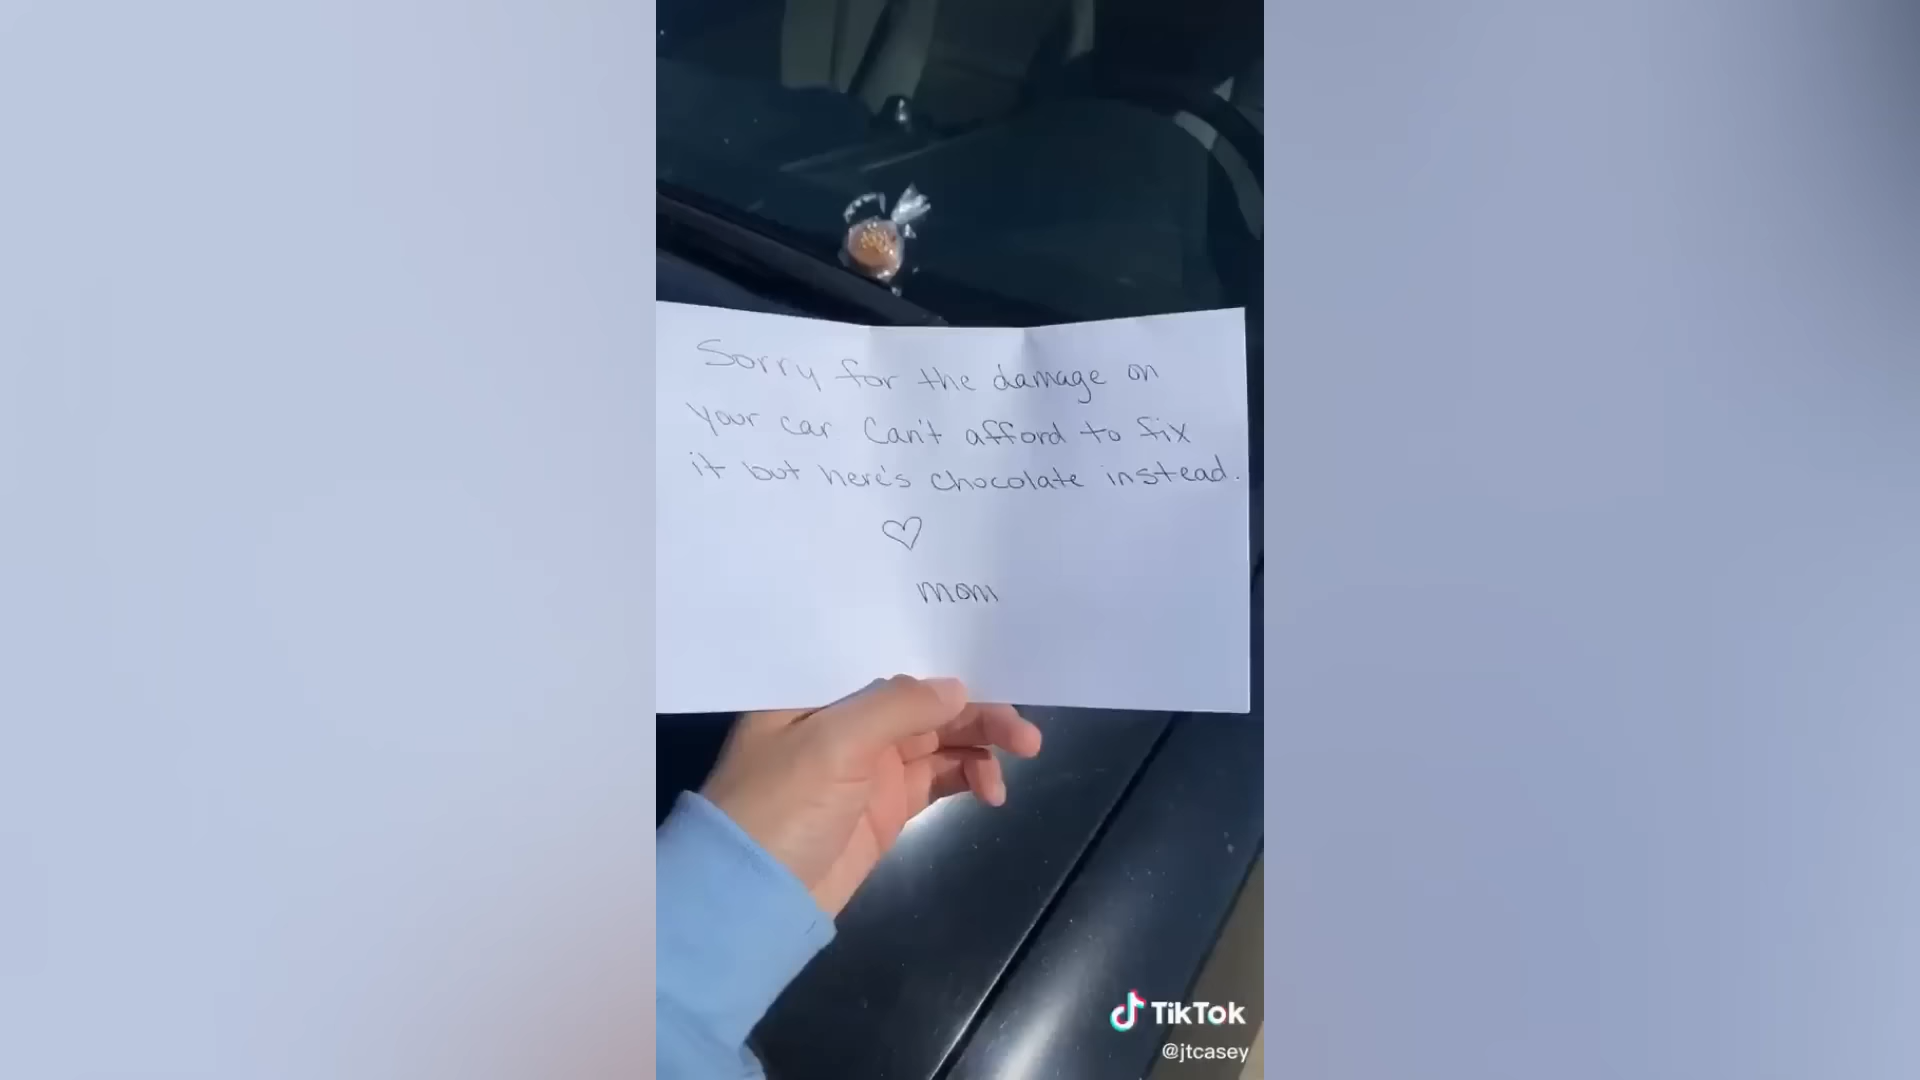 Sorry for the damage on
your car Can't afford to fix
it but here's chocolate instead.
♡
mom
TikTok
@jtcasey